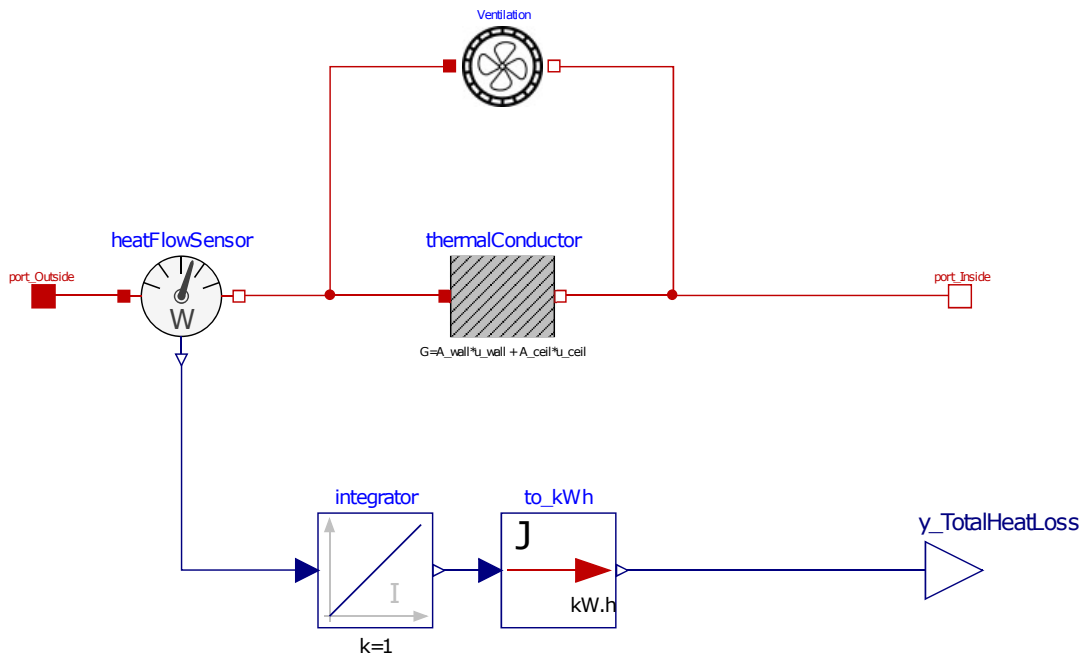 Ventilation
heatFlowSensor
thermalConductor
port_Outside
port_Inside
W
G=A_wall*u_wall + A_ceil*u_ceil
integrator
to_kWh
y_TotalHeatLoss
J
I
kW.h
k=1